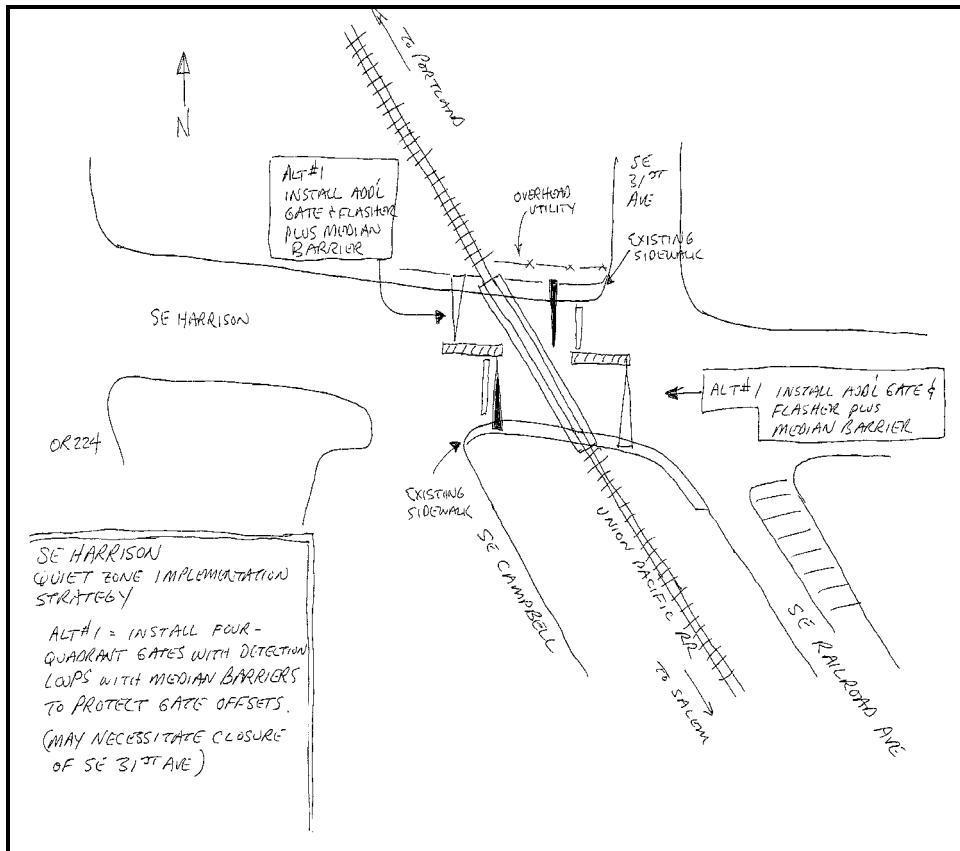 TO PORTLAND
N
ALT#1
INSTALL ADD'L
GATE & FLASHER
PLUS MEDIAN
BARRIER
OVERHEAD
UTILITY
SE
31ST
AVE
EXISTING
SIDEWALK
SE HARRISON
ALT#1 INSTALL ADD'L GATE &
FLASHER PLUS
MEDIAN BARRIER
OR224
EXISTING
SIDEWALK
SE CAMPBELL
UNION PACIFIC RR
TO SALEM
SE RAILROAD AVE
SE HARRISON
QUIET ZONE IMPLEMENTATION
STRATEGY
ALT#1 = INSTALL FOUR-
QUADRANT GATES WITH DETECTION
LOOPS WITH MEDIAN BARRIERS
TO PROTECT GATE OFFSETS.
(MAY NECESSITATE CLOSURE
OF SE 31ST AVE)